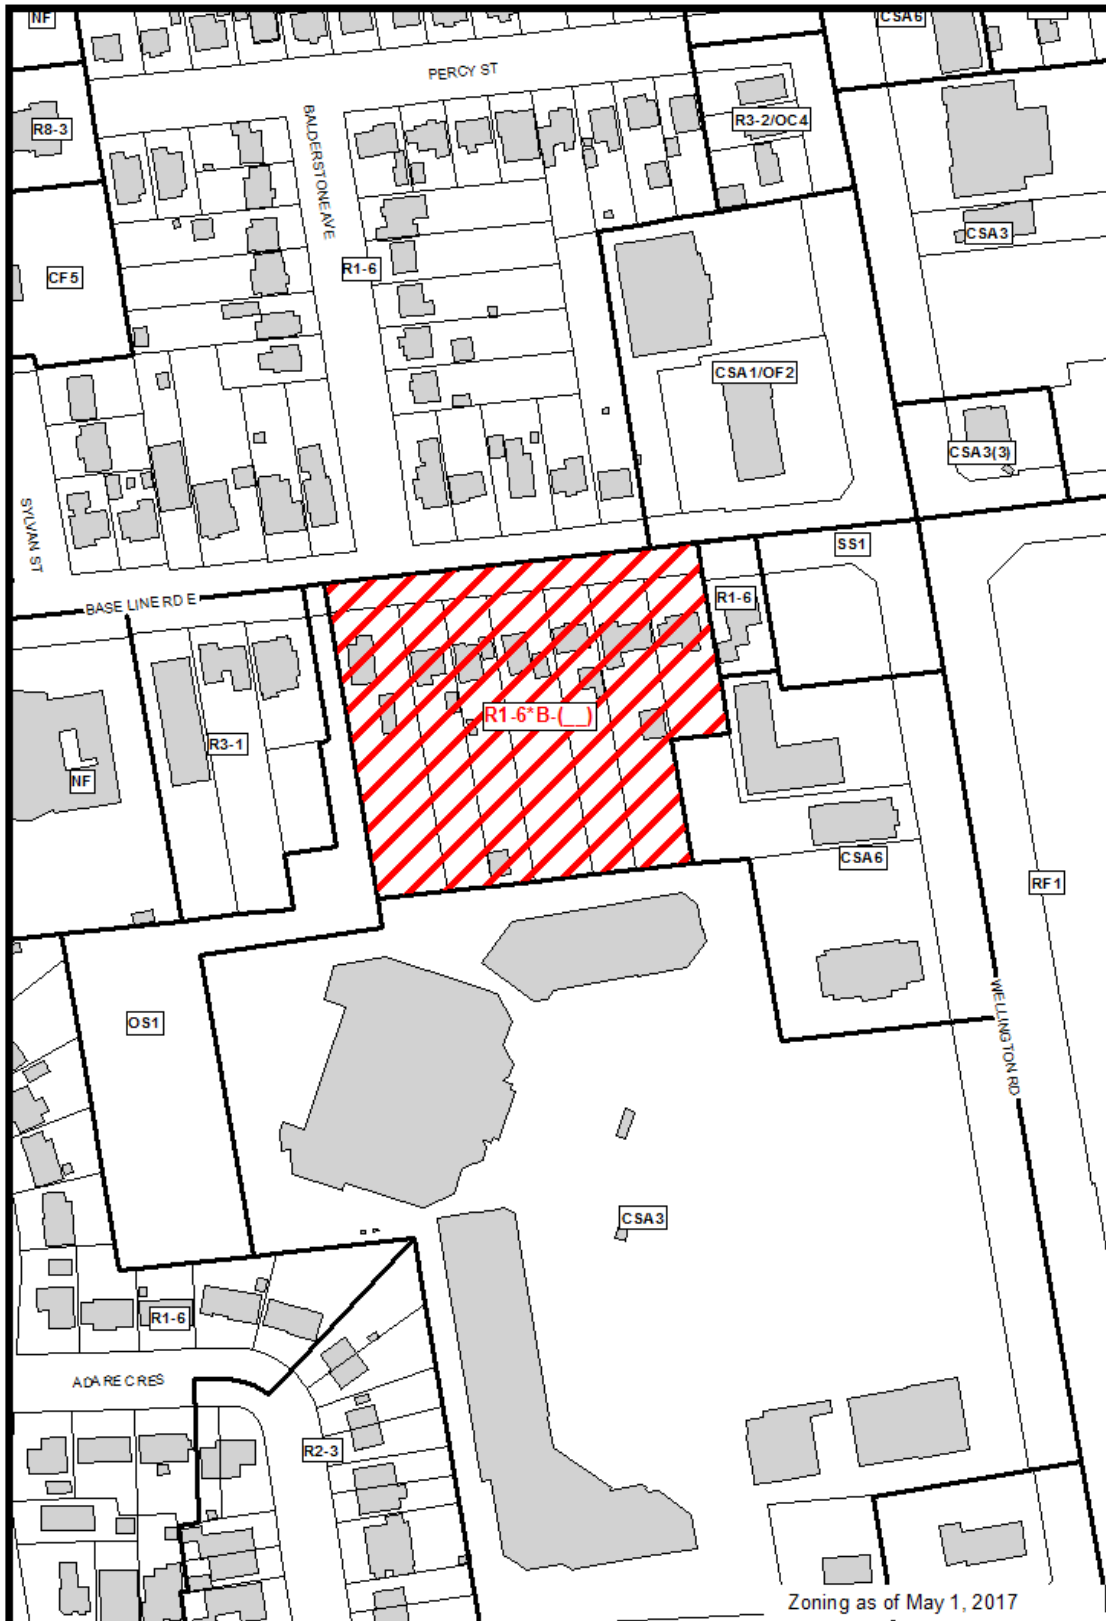 NF
CSA6
PERCY ST
R8-3
BALDERSTONE AVE
R3-2/OC4
CSA3
CF5
R1-6
CSA1/OF2
CSA3(3)
SYLVAN ST
SS1
BASE LINE RD E
R1-6
R1-6*B-(__)
R3-1
NF
CSA6
RF1
OS1
WELLINGTON RD
CSA3
R1-6
ADARE CRES
R2-3
Zoning as of May 1, 2017